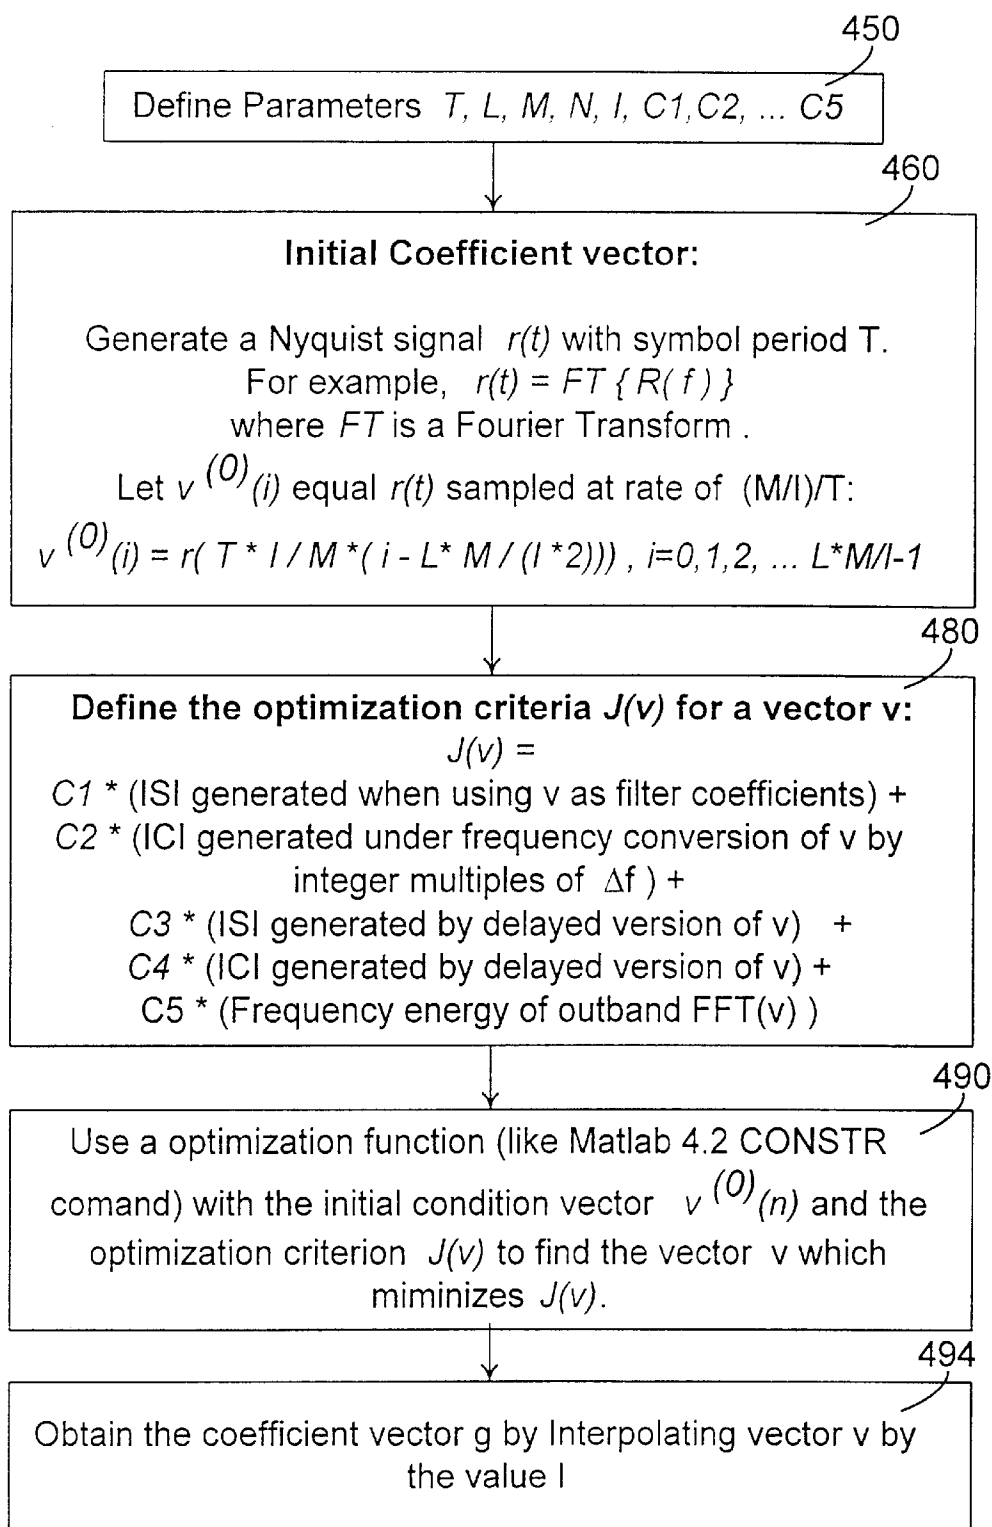 450
Define Parameters T, L, M, N, I, C1,C2, ... C5
460
Initial Coefficient vector:
Generate a Nyquist signal r(t) with symbol period T.
For example, r(t) = FT { R( f ) }
where FT is a Fourier Transform .
Let v (0) (i) equal r(t) sampled at rate of (M/I)/T:
v (0) (i) = r( T * I / M *( i - L* M / (I *2))) , i=0,1,2, ... L*M/I-1
480
Define the optimization criteria J(v) for a vector v:
J(v) =
C1 * (ISI generated when using v as filter coefficients) +
C2 * (ICI generated under frequency conversion of v by
integer multiples of Δf ) +
C3 * (ISI generated by delayed version of v) +
C4 * (ICI generated by delayed version of v) +
C5 * (Frequency energy of outband FFT(v) )
490
Use a optimization function (like Matlab 4.2 CONSTR
comand) with the initial condition vector v (0) (n) and the
optimization criterion J(v) to find the vector v which
miminizes J(v).
494
Obtain the coefficient vector g by Interpolating vector v by
the value I